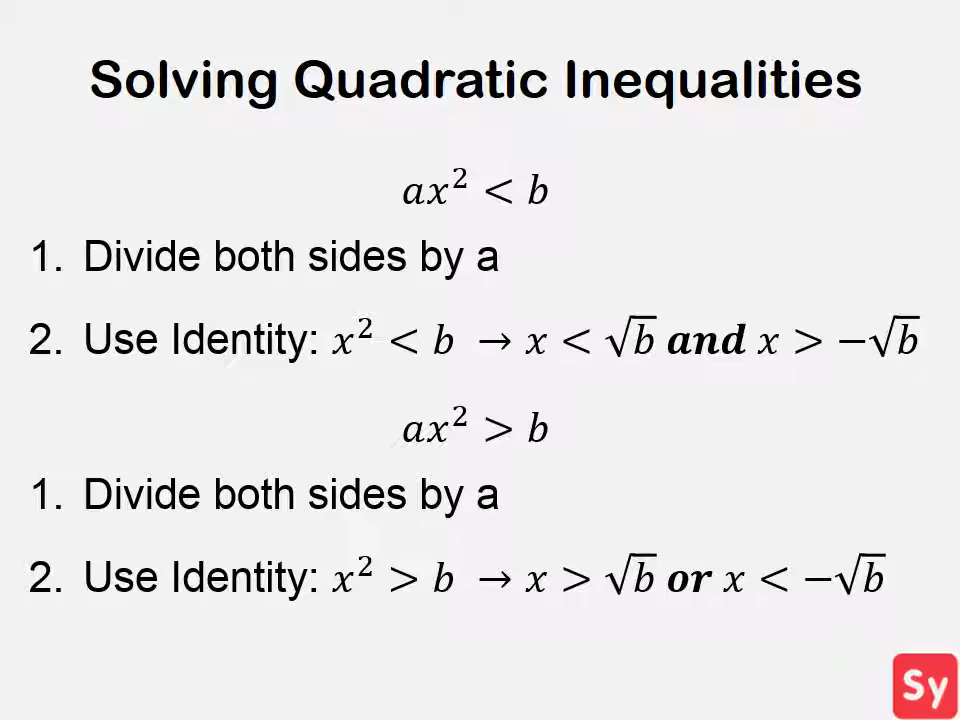 Solving Quadratic Inequalities
ax² < b
1. Divide both sides by a
2. Use Identity: x² < b → x < √b and x > −√b
ax² > b
1. Divide both sides by a
2. Use Identity: x² > b → x > √b or x < −√b
Sy